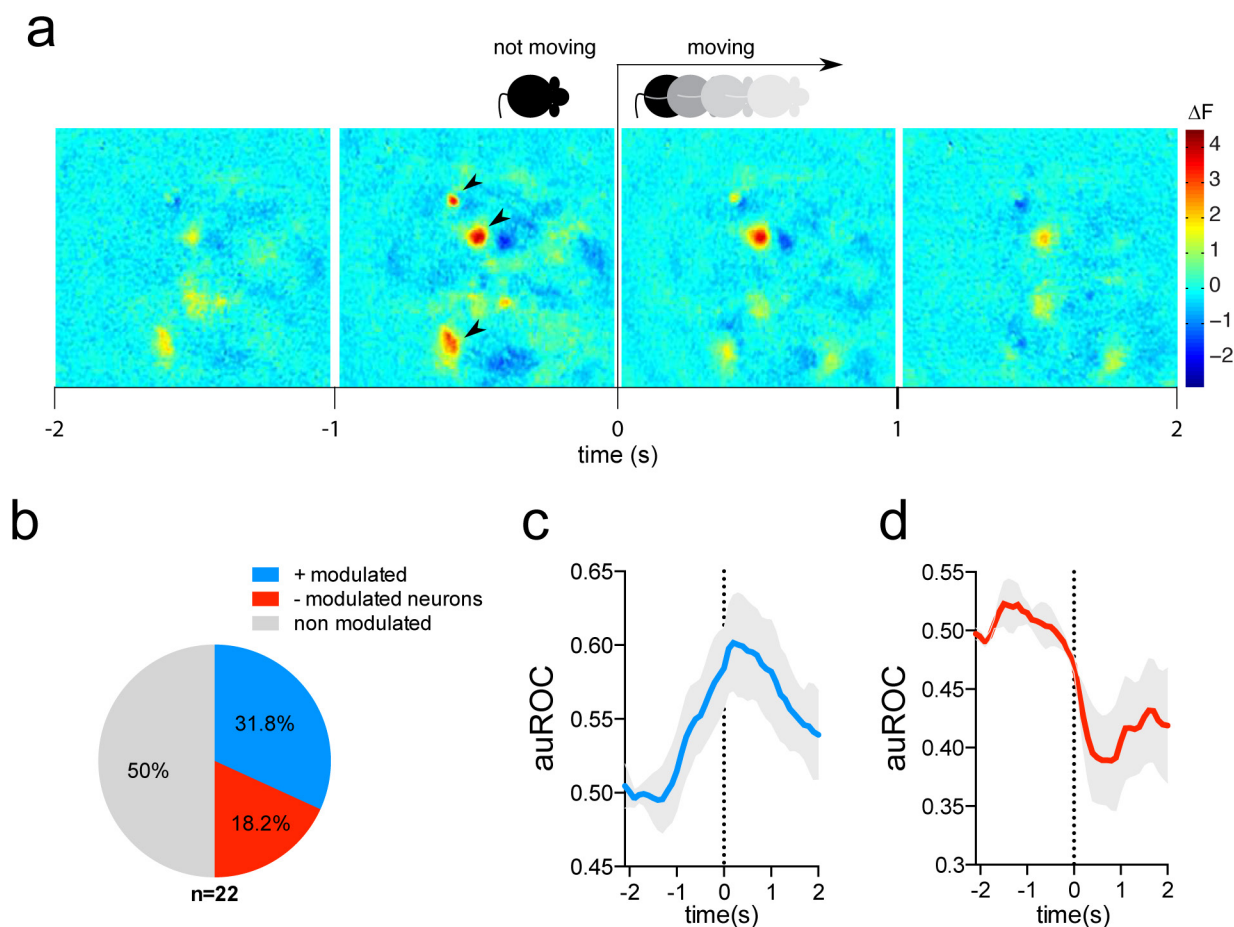 a
not moving
moving
ΔF
4
3
2
1
0
−1
−2
-2
-1
0
1
2
time (s)
b
+ modulated
- modulated neurons
non modulated
31.8%
50%
18.2%
n=22
c
auROC
0.65
0.60
0.55
0.50
0.45
-2
-1
0
1
2
time(s)
d
auROC
0.55
0.50
0.45
0.40
0.35
0.3
-2
-1
0
1
2
time(s)